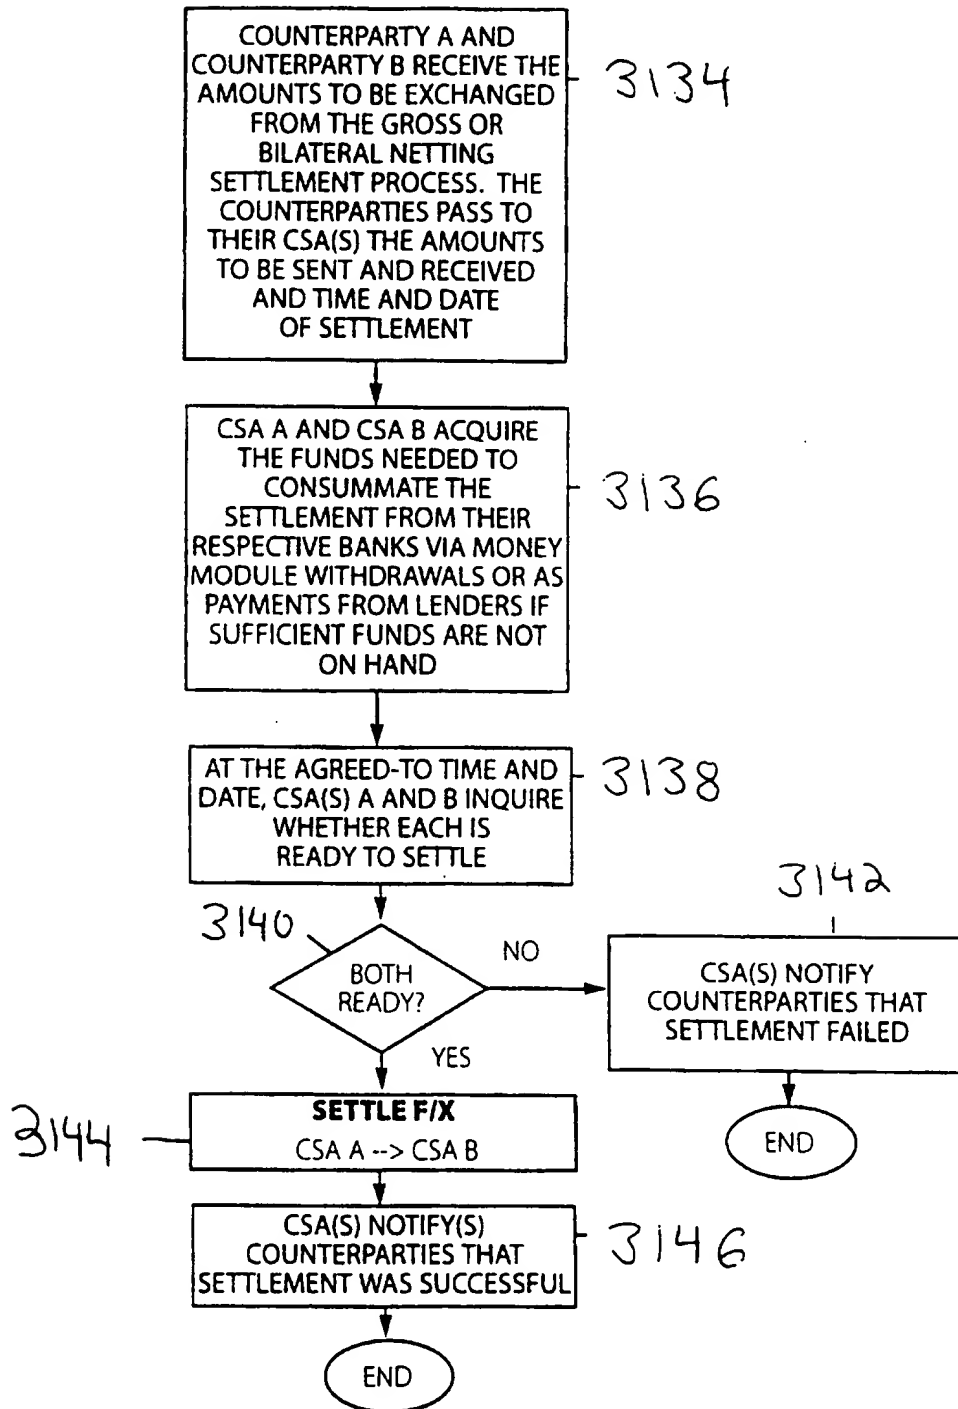 COUNTERPARTY A AND
COUNTERPARTY B RECEIVE THE
AMOUNTS TO BE EXCHANGED
FROM THE GROSS OR
BILATERAL NETTING
SETTLEMENT PROCESS. THE
COUNTERPARTIES PASS TO
THEIR CSA(S) THE AMOUNTS
TO BE SENT AND RECEIVED
AND TIME AND DATE
OF SETTLEMENT
3134
CSA A AND CSA B ACQUIRE
THE FUNDS NEEDED TO
CONSUMMATE THE
SETTLEMENT FROM THEIR
RESPECTIVE BANKS VIA MONEY
MODULE WITHDRAWALS OR AS
PAYMENTS FROM LENDERS IF
SUFFICIENT FUNDS ARE NOT
ON HAND
3136
AT THE AGREED-TO TIME AND
DATE, CSA(S) A AND B INQUIRE
WHETHER EACH IS
READY TO SETTLE
3138
3140
BOTH
READY?
NO
3142
CSA(S) NOTIFY
COUNTERPARTIES THAT
SETTLEMENT FAILED
END
YES
3144
SETTLE F/X
CSA A --> CSA B
CSA(S) NOTIFY(S)
COUNTERPARTIES THAT
SETTLEMENT WAS SUCCESSFUL
3146
END